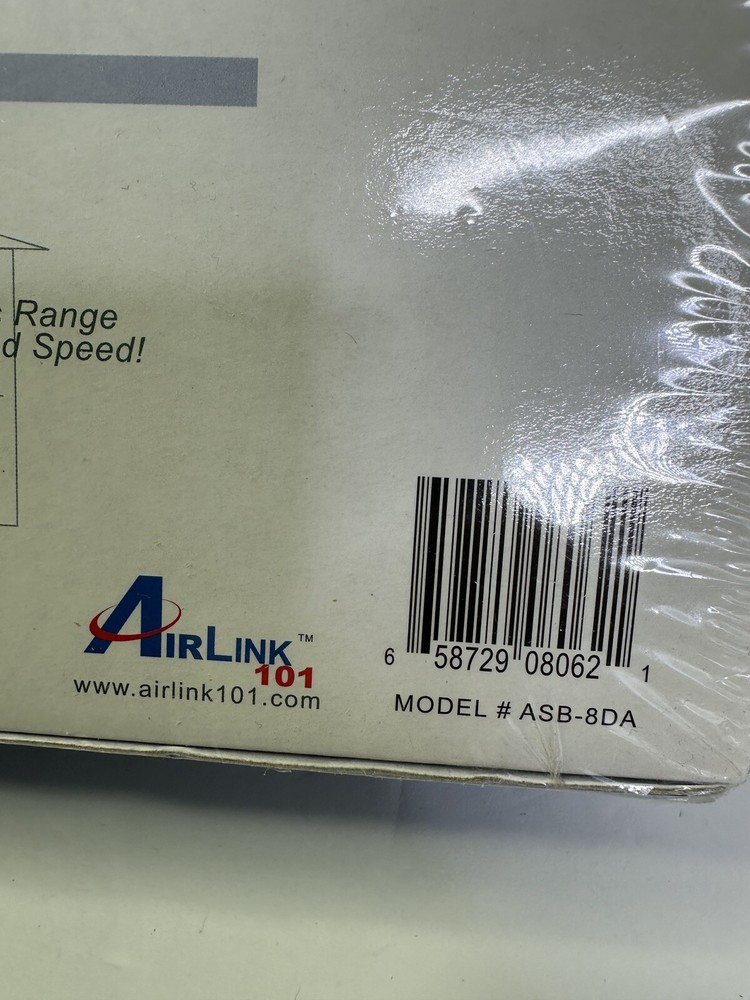 Range
d Speed!
AIRLINK™
101
www.airlink101.com
6 58729 08062 1
MODEL # ASB-8DA